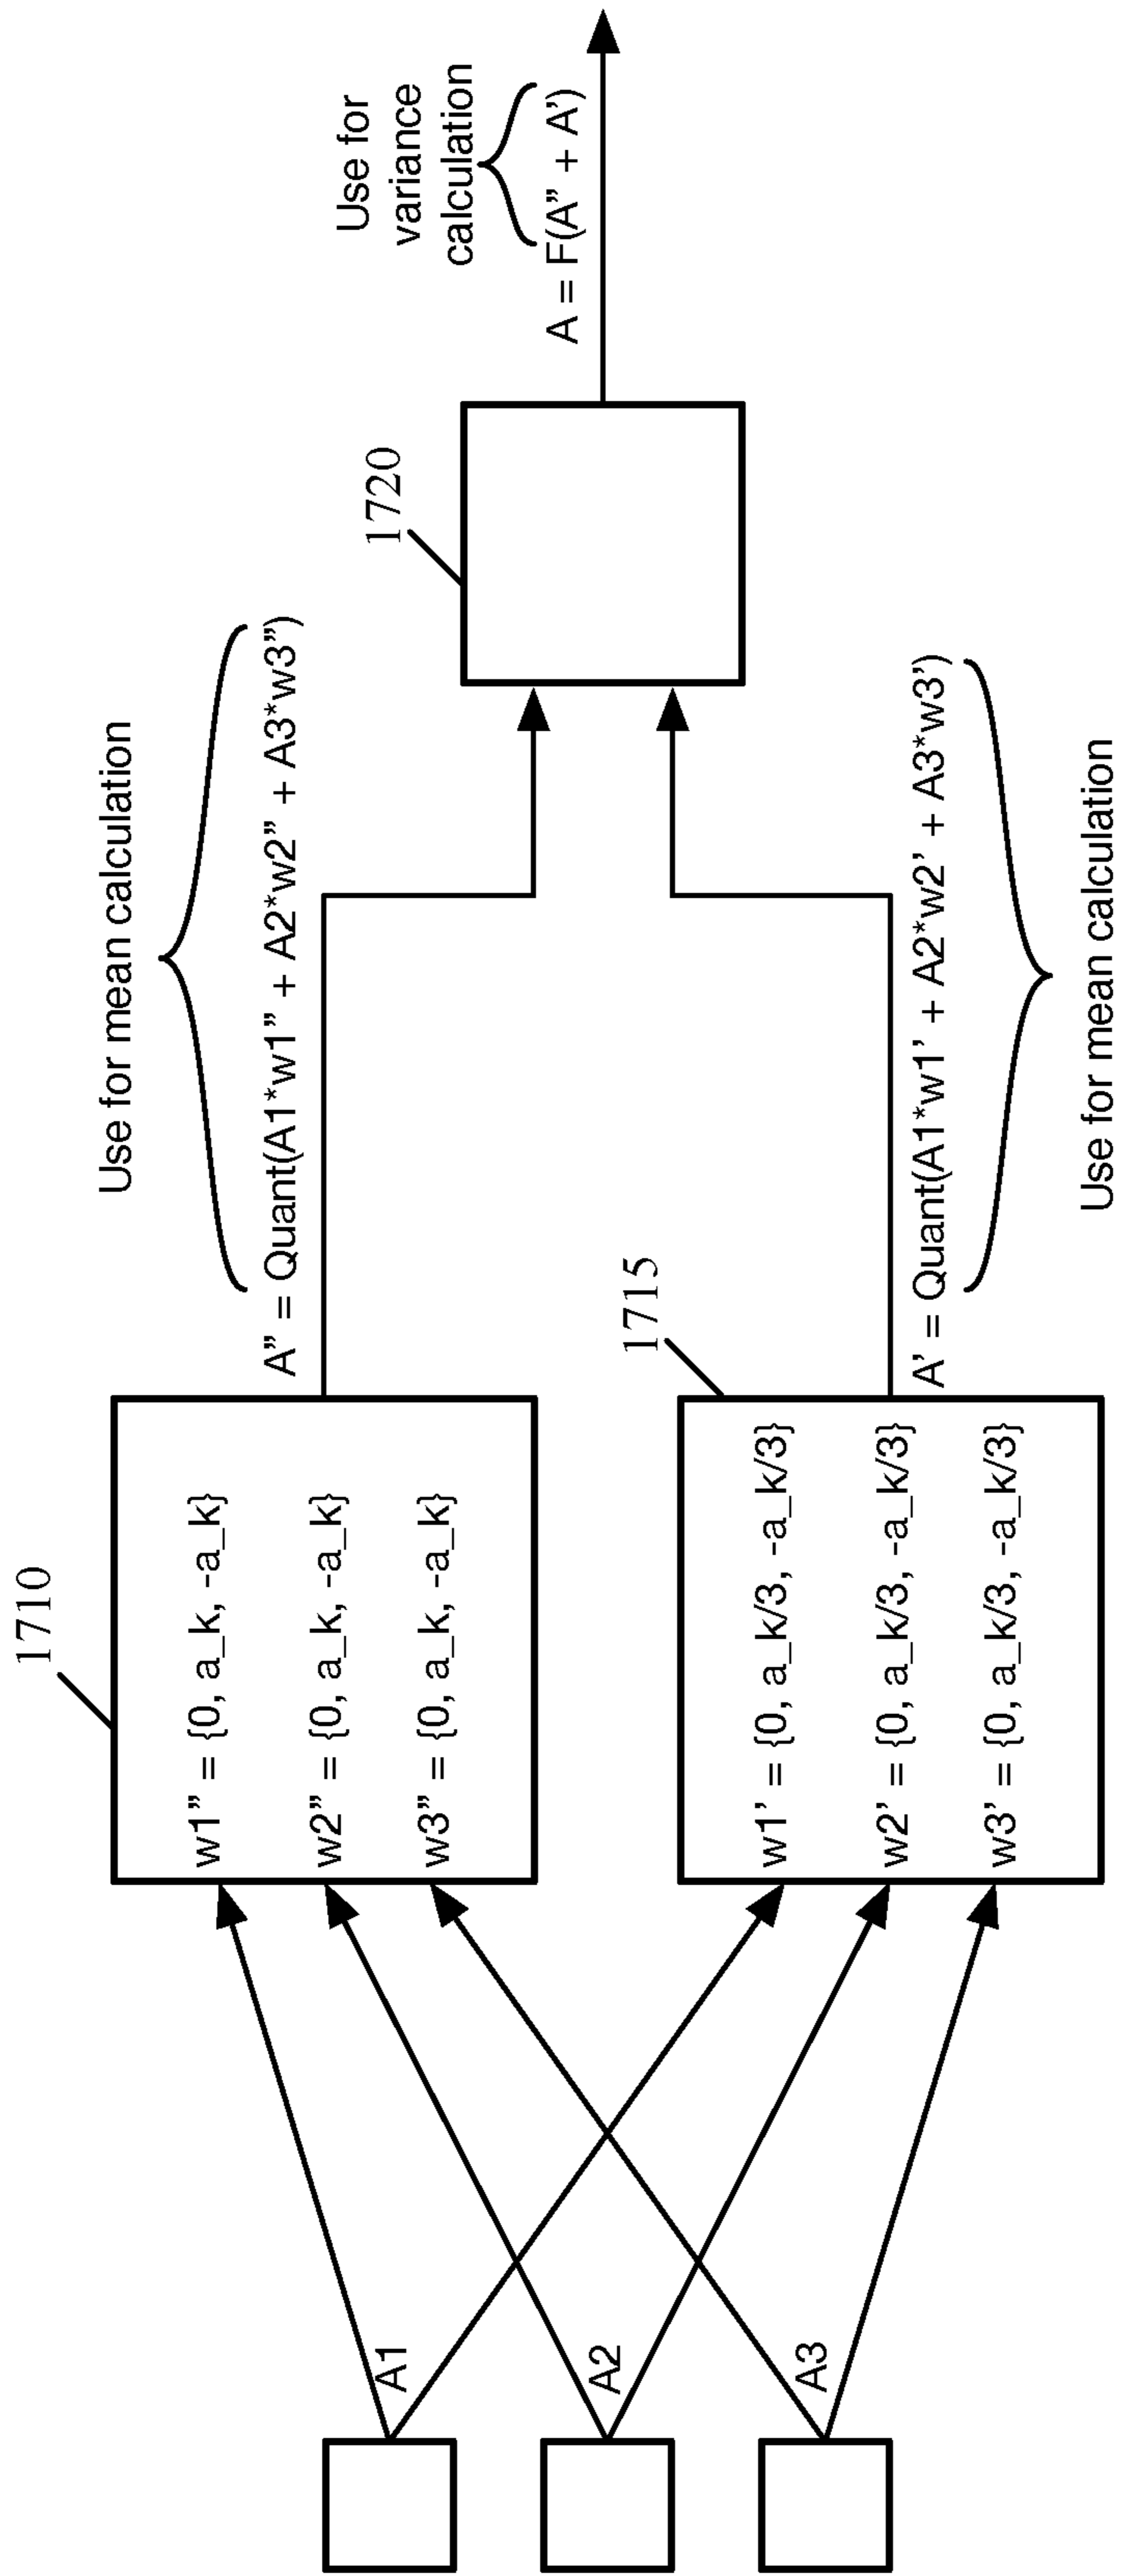 A1
A2
A3
1710
w1” = {0, a_k, -a_k}
w2” = {0, a_k, -a_k}
w3” = {0, a_k, -a_k}
1715
w1’ = {0, a_k/3, -a_k/3}
w2’ = {0, a_k/3, -a_k/3}
w3’ = {0, a_k/3, -a_k/3}
Use for mean calculation
A” = Quant(A1*w1” + A2*w2” + A3*w3”)
A’ = Quant(A1*w1’ + A2*w2’ + A3*w3’)
Use for mean calculation
1720
Use for
variance
calculation
A = F(A” + A’)